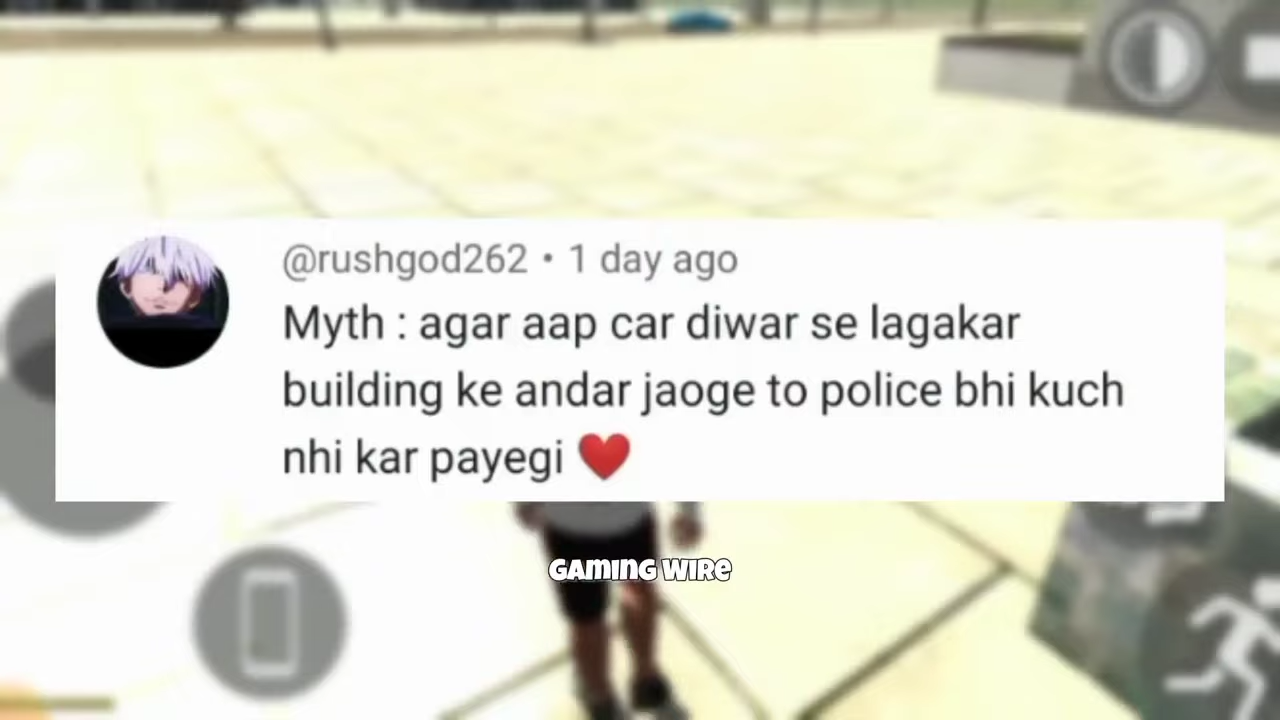 @rushgod262 • 1 day ago
Myth : agar aap car diwar se lagakar
building ke andar jaoge to police bhi kuch
nhi kar payegi ❤️
GAMING WIRE